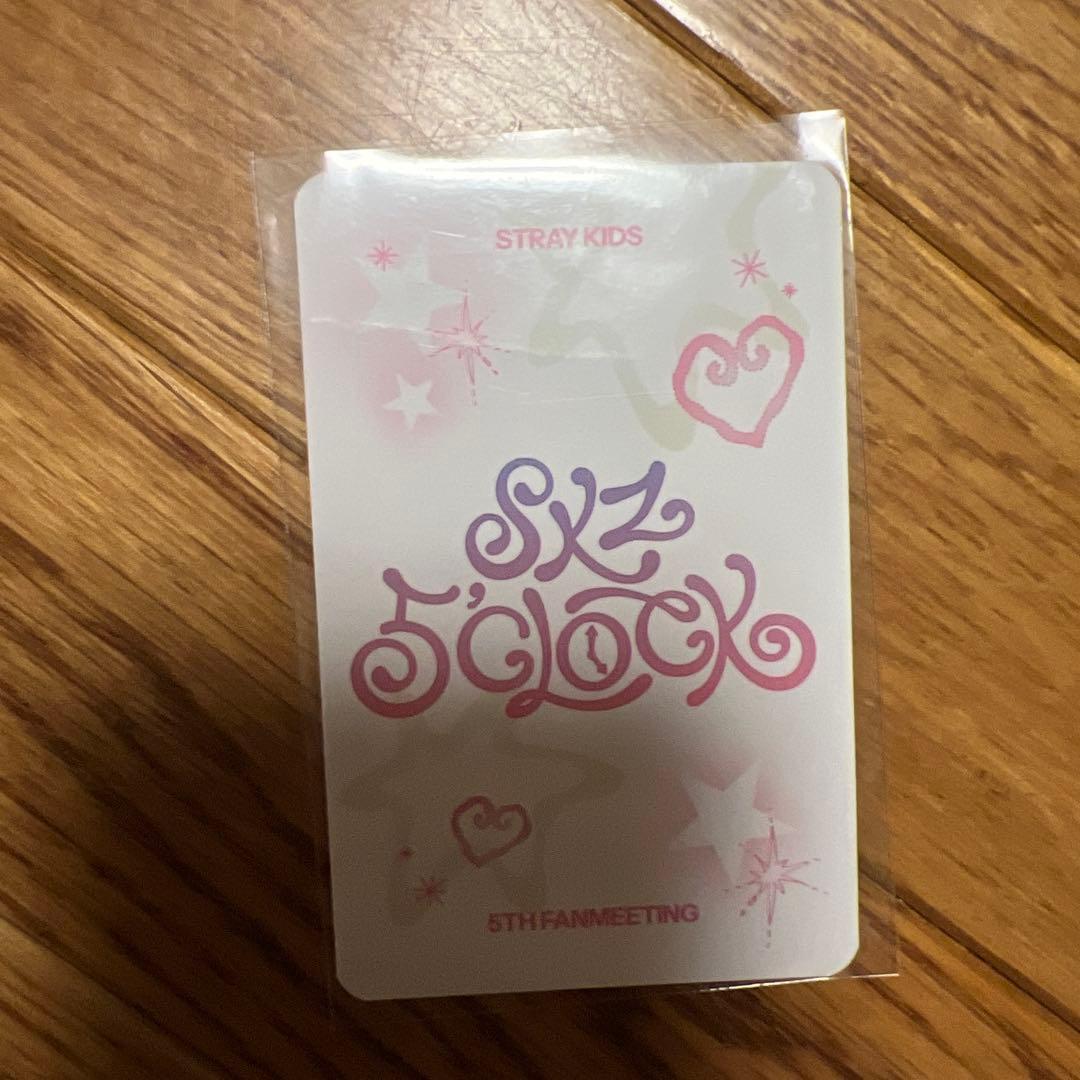 STRAY KIDS
SKZ
5'CLOCK
5TH FANMEETING